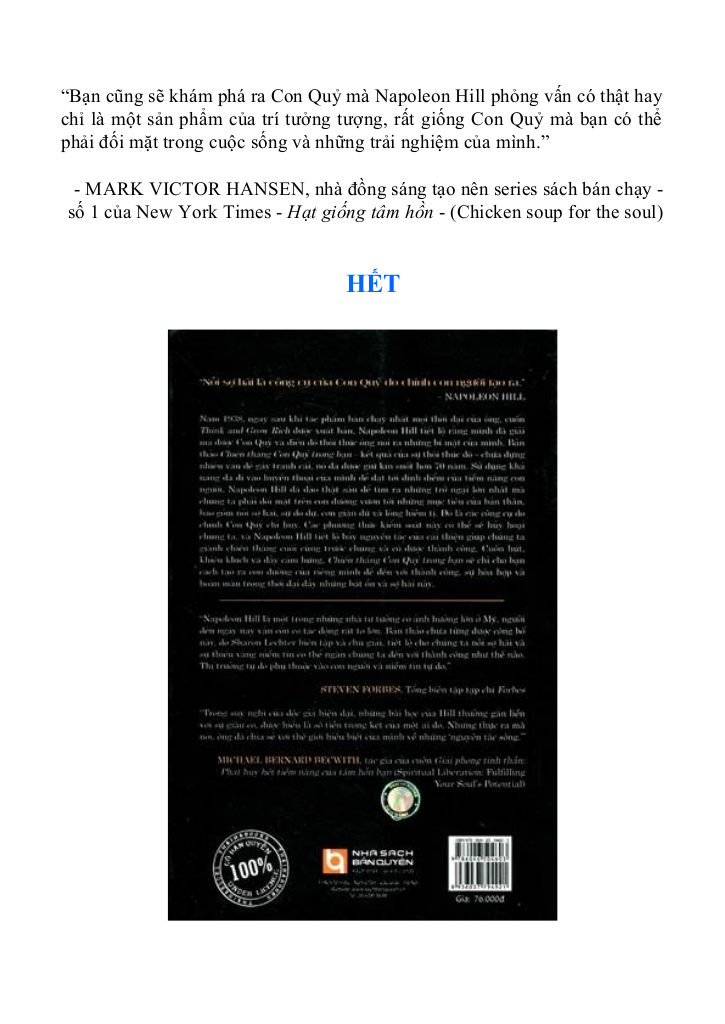 “Bạn cũng sẽ khám phá ra Con Quỷ mà Napoleon Hill phỏng vấn có thật hay
chỉ là một sản phẩm của trí tưởng tượng, rất giống Con Quỷ mà bạn có thể
phải đối mặt trong cuộc sống và những trải nghiệm của mình.”
- MARK VICTOR HANSEN, nhà đồng sáng tạo nên series sách bán chạy -
số 1 của New York Times - Hạt giống tâm hồn - (Chicken soup for the soul)
HẾT
“Nỗi sợ hãi là công cụ của Con Quỷ do chính con người tạo ra.”
- NAPOLEON HILL
Năm 1938, ngay sau khi tác phẩm bán chạy nhất mọi thời đại của ông, cuốn
Think and Grow Rich được xuất bản, Napoleon Hill tiết lộ rằng mình đã giải
mã được Con Quỷ và điều đó thôi thúc ông nói ra những bí mật của mình. Bản
thảo Chiến thắng Con Quỷ trong bạn - kết quả của sự thôi thúc đó - chứa đựng
nhiều vấn đề gây tranh cãi, nó đã được giữ kín suốt hơn 70 năm. Sử dụng khả
năng đã đi vào huyền thoại của mình để đạt tới đỉnh điểm của tiềm năng con
người, Napoleon Hill đã đào thật sâu để tìm ra những trở ngại lớn nhất mà
chúng ta phải đối mặt trên con đường vươn tới những mục tiêu của bản thân,
bao gồm nỗi sợ hãi, sự do dự, cơn giận dữ và lòng hiềm tị. Đó là các công cụ do
chính Con Quỷ chỉ huy. Các phương thức kiểm soát này có thể sẽ hủy hoại
chúng ta, và Napoleon Hill tiết lộ bảy nguyên tắc của cải thiện giúp chúng ta
giành chiến thắng cuối cùng trước chúng và có được thành công. Cuốn hút,
khiêu khích và đầy cảm hứng, Chiến thắng Con Quỷ trong bạn sẽ chỉ cho bạn
cách tạo ra con đường của riêng mình để đến với thành công, sự hòa hợp và
hoàn mãn trong thời đại đầy những bất ổn và sợ hãi này.
“Napoleon Hill là một trong những nhà tư tưởng có ảnh hưởng lớn ở Mỹ, người
đến ngày nay vẫn còn có tác động rất to lớn. Bản thảo chưa từng được công bố
này, do Sharon Lechter biên tập và chú giải, tiết lộ cho chúng ta nỗi sợ hãi và
sự thiếu vắng niềm tin có thể ngăn chúng ta đến với thành công như thế nào.
Thị trường tự do phụ thuộc vào con người và niềm tin tự do.”
STEVEN FORBES, Tổng biên tập tạp chí Forbes
“Trong suy nghĩ của độc giả hiện đại, những bài học của Hill thường gắn liền
với sự giàu có, được hiểu là số tiền trong két của một ai đó. Nhưng thực ra mà
nói, ông đã chia sẻ với thế giới hiểu biết của mình về những ‘nguyên tắc sống.’”
MICHAEL BERNARD BECWITH, tác giả của cuốn Giải phóng tinh thần:
Phát huy hết tiềm năng của tâm hồn bạn (Spiritual Liberation: Fulfilling
Your Soul's Potential)
THAIHABOOKS
CÓ BẢN QUYỀN
100%
UNDER LICENCE
NHÀ SÁCH
BẢN QUYỀN
Giá: 76.000đ